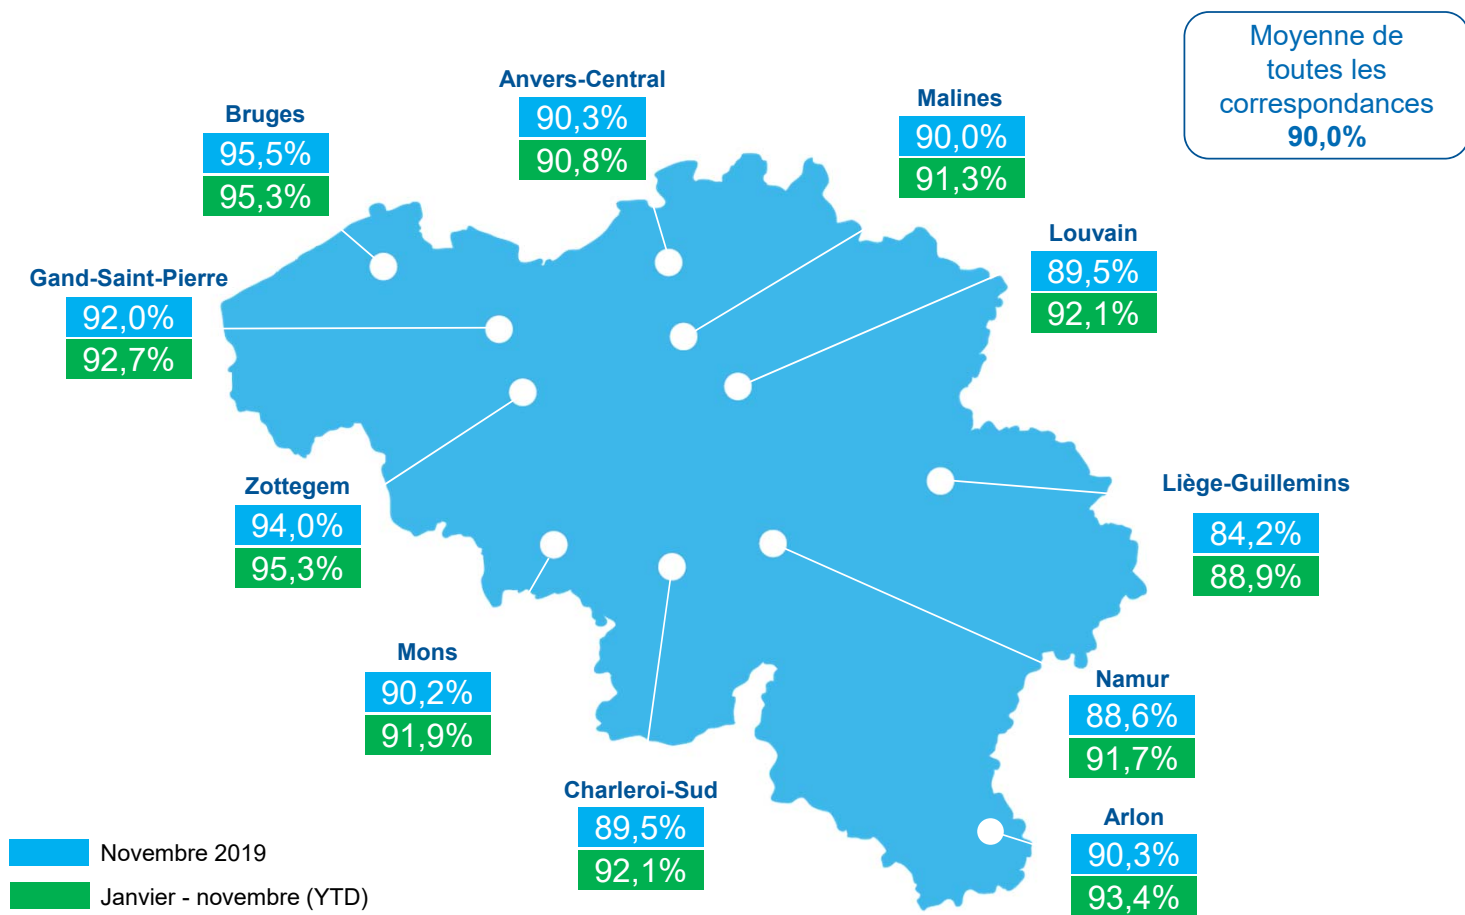 Moyenne de
toutes les
correspondances
90,0%
Anvers-Central
90,3%
90,8%
Malines
90,0%
91,3%
Bruges
95,5%
95,3%
Louvain
89,5%
92,1%
Gand-Saint-Pierre
92,0%
92,7%
Zottegem
94,0%
95,3%
Liège-Guillemins
84,2%
88,9%
Mons
90,2%
91,9%
Namur
88,6%
91,7%
Charleroi-Sud
89,5%
92,1%
Arlon
90,3%
93,4%
Novembre 2019
Janvier - novembre (YTD)